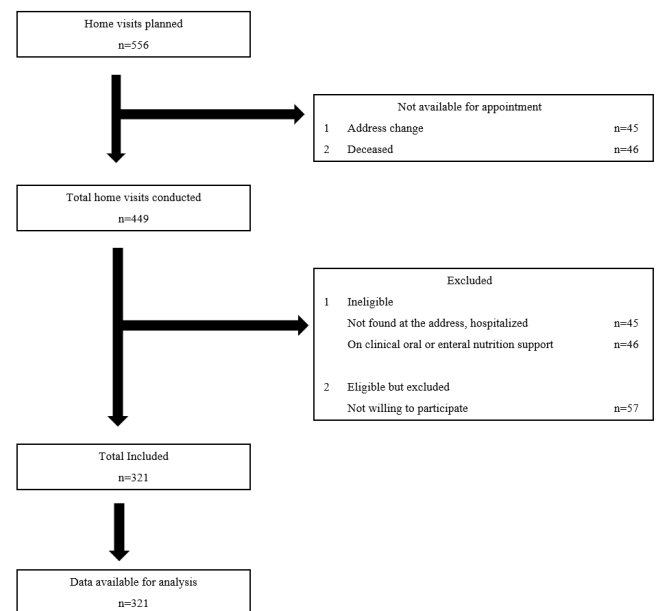 Home visits planned
n=556
Not available for appointment
1 Address change n=45
2 Deceased n=46
Total home visits conducted
n=449
Excluded
1 Ineligible
Not found at the address, hospitalized n=45
On clinical oral or enteral nutrition support n=46
2 Eligible but excluded
Not willing to participate n=57
Total Included
n=321
Data available for analysis
n=321